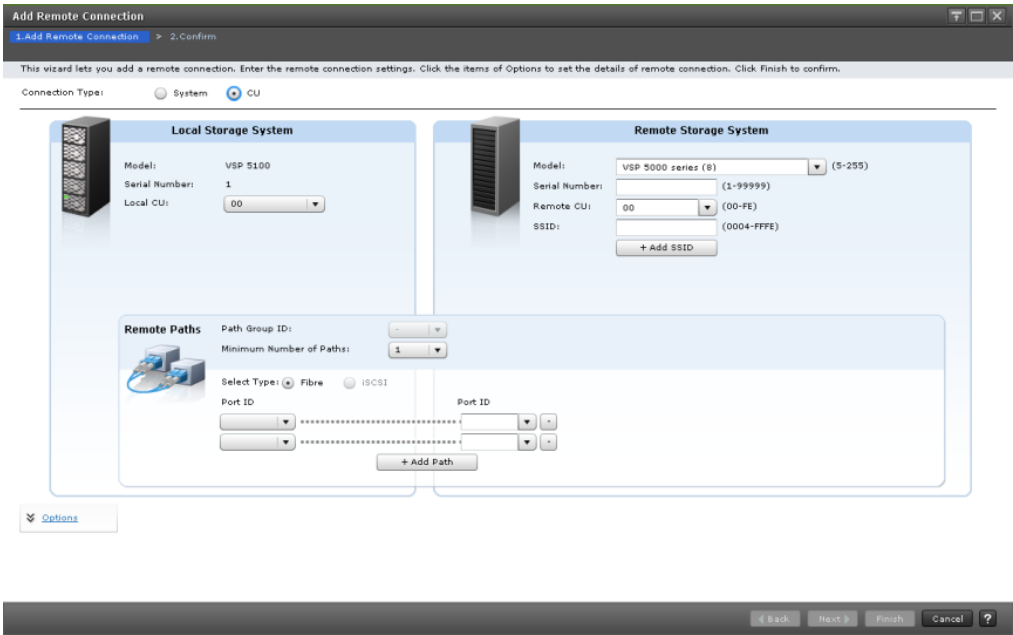 Add Remote Connection
1.Add Remote Connection > 2.Confirm
This wizard lets you add a remote connection. Enter the remote connection settings. Click the items of Options to set the details of remote connection. Click Finish to confirm.
Connection Type: System CU
Local Storage System
Model: VSP 5100
Serial Number: 1
Local CU: 00
Remote Storage System
Model: VSP 5000 series (8) (5-255)
Serial Number: (1-99999)
Remote CU: 00 (00-FE)
SSID: (0004-FFFE)
+ Add SSID
Remote Paths
Path Group ID: -
Minimum Number of Paths: 1
Select Type: Fibre iSCSI
Port ID Port ID
-
-
+ Add Path
Options
Back Next Finish Cancel ?